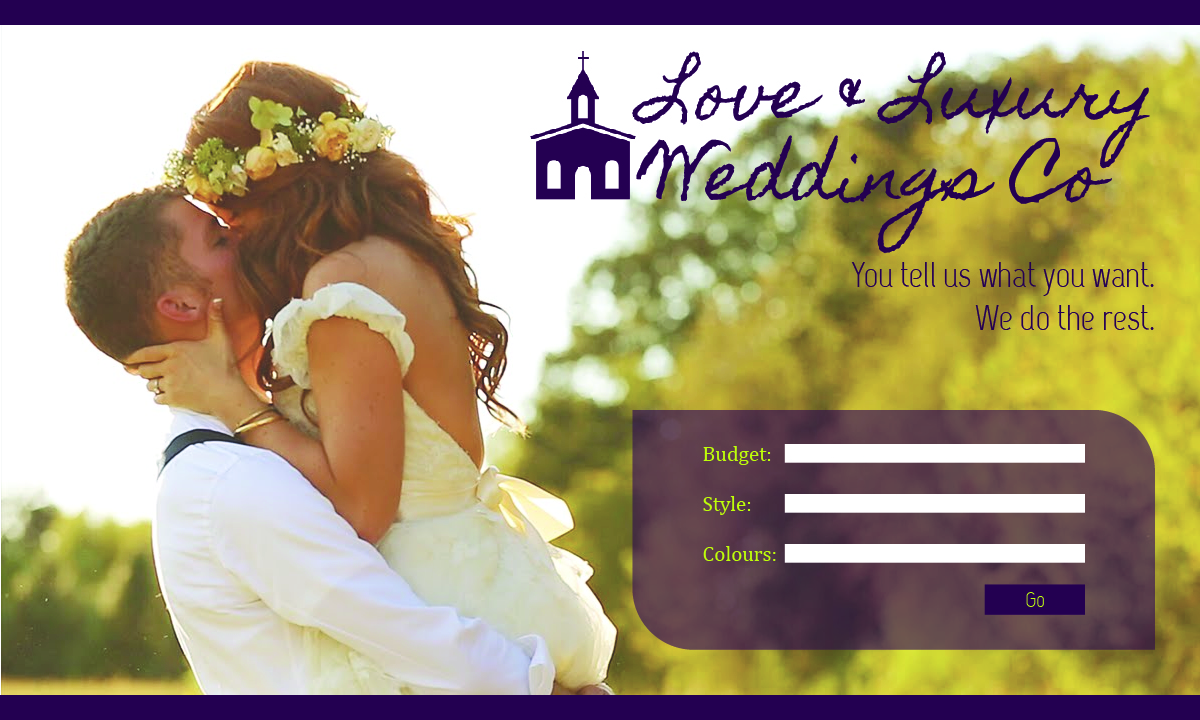 Love & Luxury
Weddings Co
You tell us what you want.
We do the rest.
Budget:
Style:
Colours:
Go